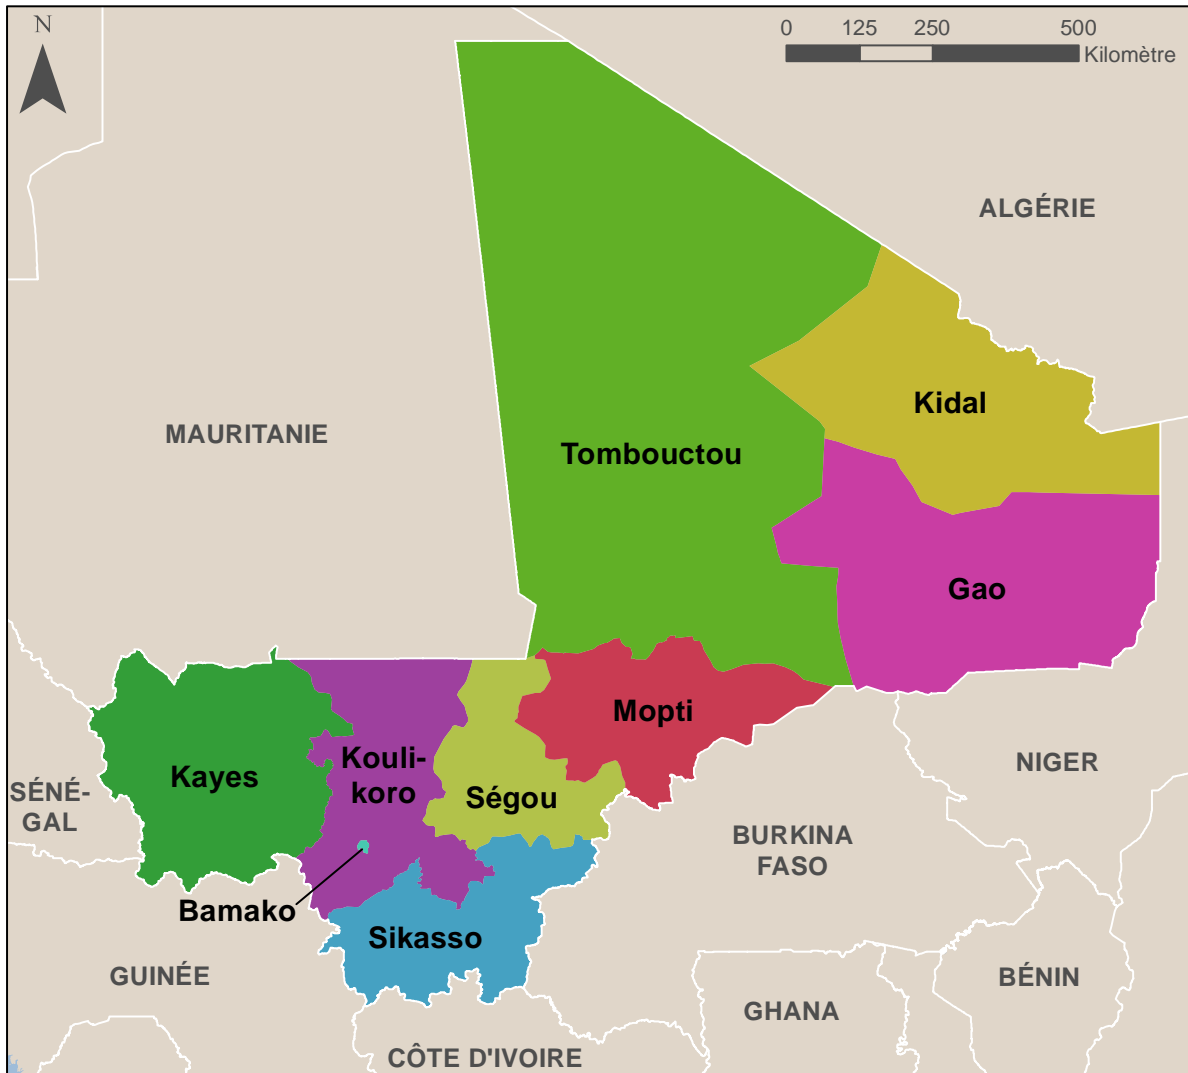 N
0 125 250 500
Kilomètre
ALGÉRIE
Kidal
MAURITANIE
Tombouctou
Gao
Mopti
Kouli-
koro
Kayes
Ségou
NIGER
SÉNÉ-
GAL
BURKINA
FASO
Bamako
Sikasso
GUINÉE
BÉNIN
GHANA
CÔTE D'IVOIRE